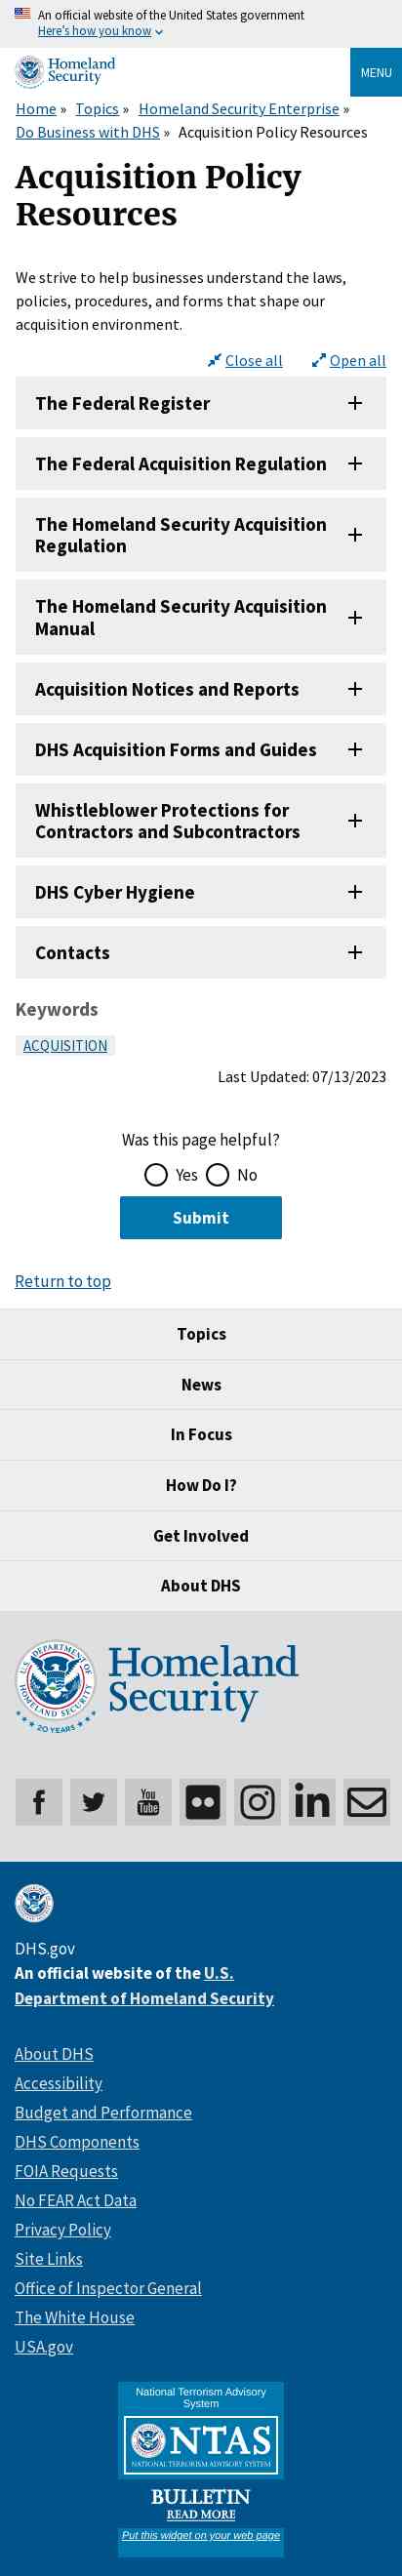 An official website of the United States government
Here's how you know
Homeland
Security
MENU
Home » Topics » Homeland Security Enterprise »
Do Business with DHS » Acquisition Policy Resources
Acquisition Policy
Resources
We strive to help businesses understand the laws,
policies, procedures, and forms that shape our
acquisition environment.
Close all Open all
The Federal Register
The Federal Acquisition Regulation
The Homeland Security Acquisition
Regulation
The Homeland Security Acquisition
Manual
Acquisition Notices and Reports
DHS Acquisition Forms and Guides
Whistleblower Protections for
Contractors and Subcontractors
DHS Cyber Hygiene
Contacts
Keywords
ACQUISITION
Last Updated: 07/13/2023
Was this page helpful?
Yes No
Submit
Return to top
Topics
News
In Focus
How Do I?
Get Involved
About DHS
U.S. DEPARTMENT OF
HOMELAND SECURITY
20 YEARS
Homeland
Security
You
Tube
DHS.gov
An official website of the U.S.
Department of Homeland Security
About DHS
Accessibility
Budget and Performance
DHS Components
FOIA Requests
No FEAR Act Data
Privacy Policy
Site Links
Office of Inspector General
The White House
USA.gov
National Terrorism Advisory
System
NTAS
NATIONAL TERRORISM ADVISORY SYSTEM
BULLETIN
READ MORE
Put this widget on your web page